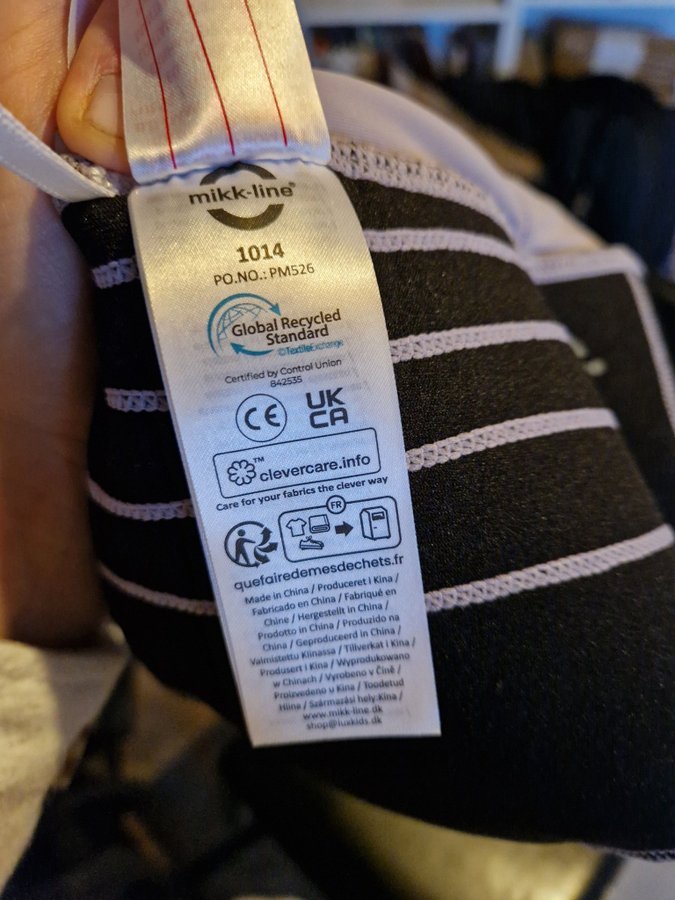 mikk-line®
1014
PO.NO.: PM526
Global Recycled
Standard
©TextileExchange
Certified by Control Union
842535
CE
UK
CA
™
clevercare.info
Care for your fabrics the clever way
FR
quefairedemesdechets.fr
Made in China / Produceret i Kina /
Fabricado en China / Fabriqué en
Chine / Hergestellt in China /
Prodotto in China / Produzido na
China / Geproduceerd in China /
Valmistettu Kiinassa / Tillverkat i Kina /
Produsert i Kina / Wyprodukowano
w Chinach / Vyrobeno v Číně /
Proizvedeno u Kina / Toodetud
Hiina / Származási hely:Kína /
www.mikk-line.dk
shop@luxkids.dk